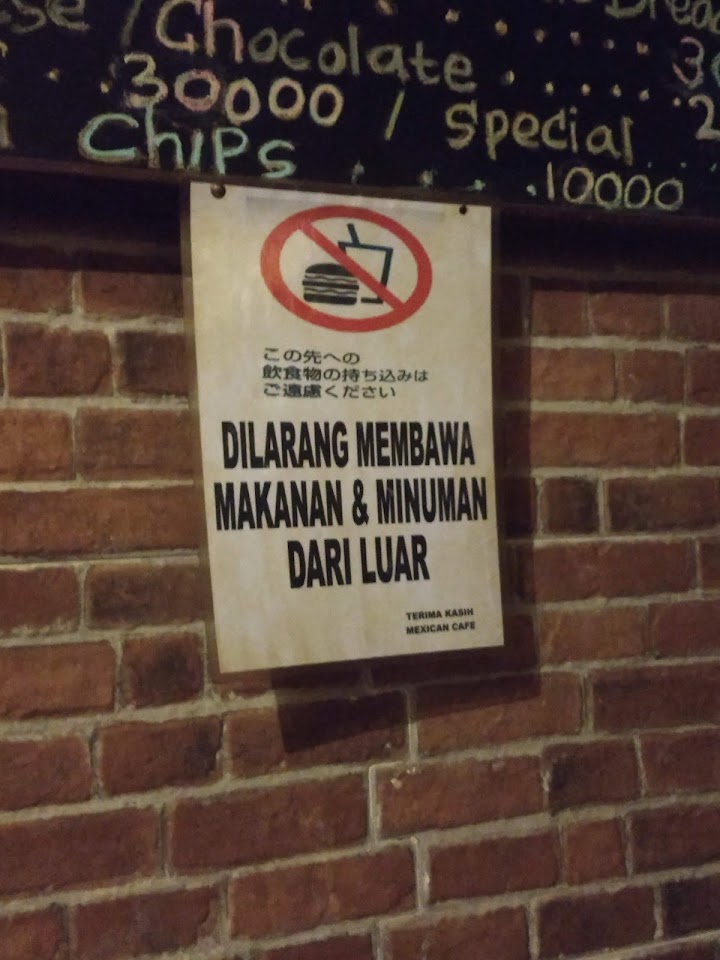 / Chocolate
30000 / Special
Chips 10000
この先への
飲食物の持ち込みは
ご遠慮ください
DILARANG MEMBAWA
MAKANAN & MINUMAN
DARI LUAR
TERIMA KASIH
MEXICAN CAFE